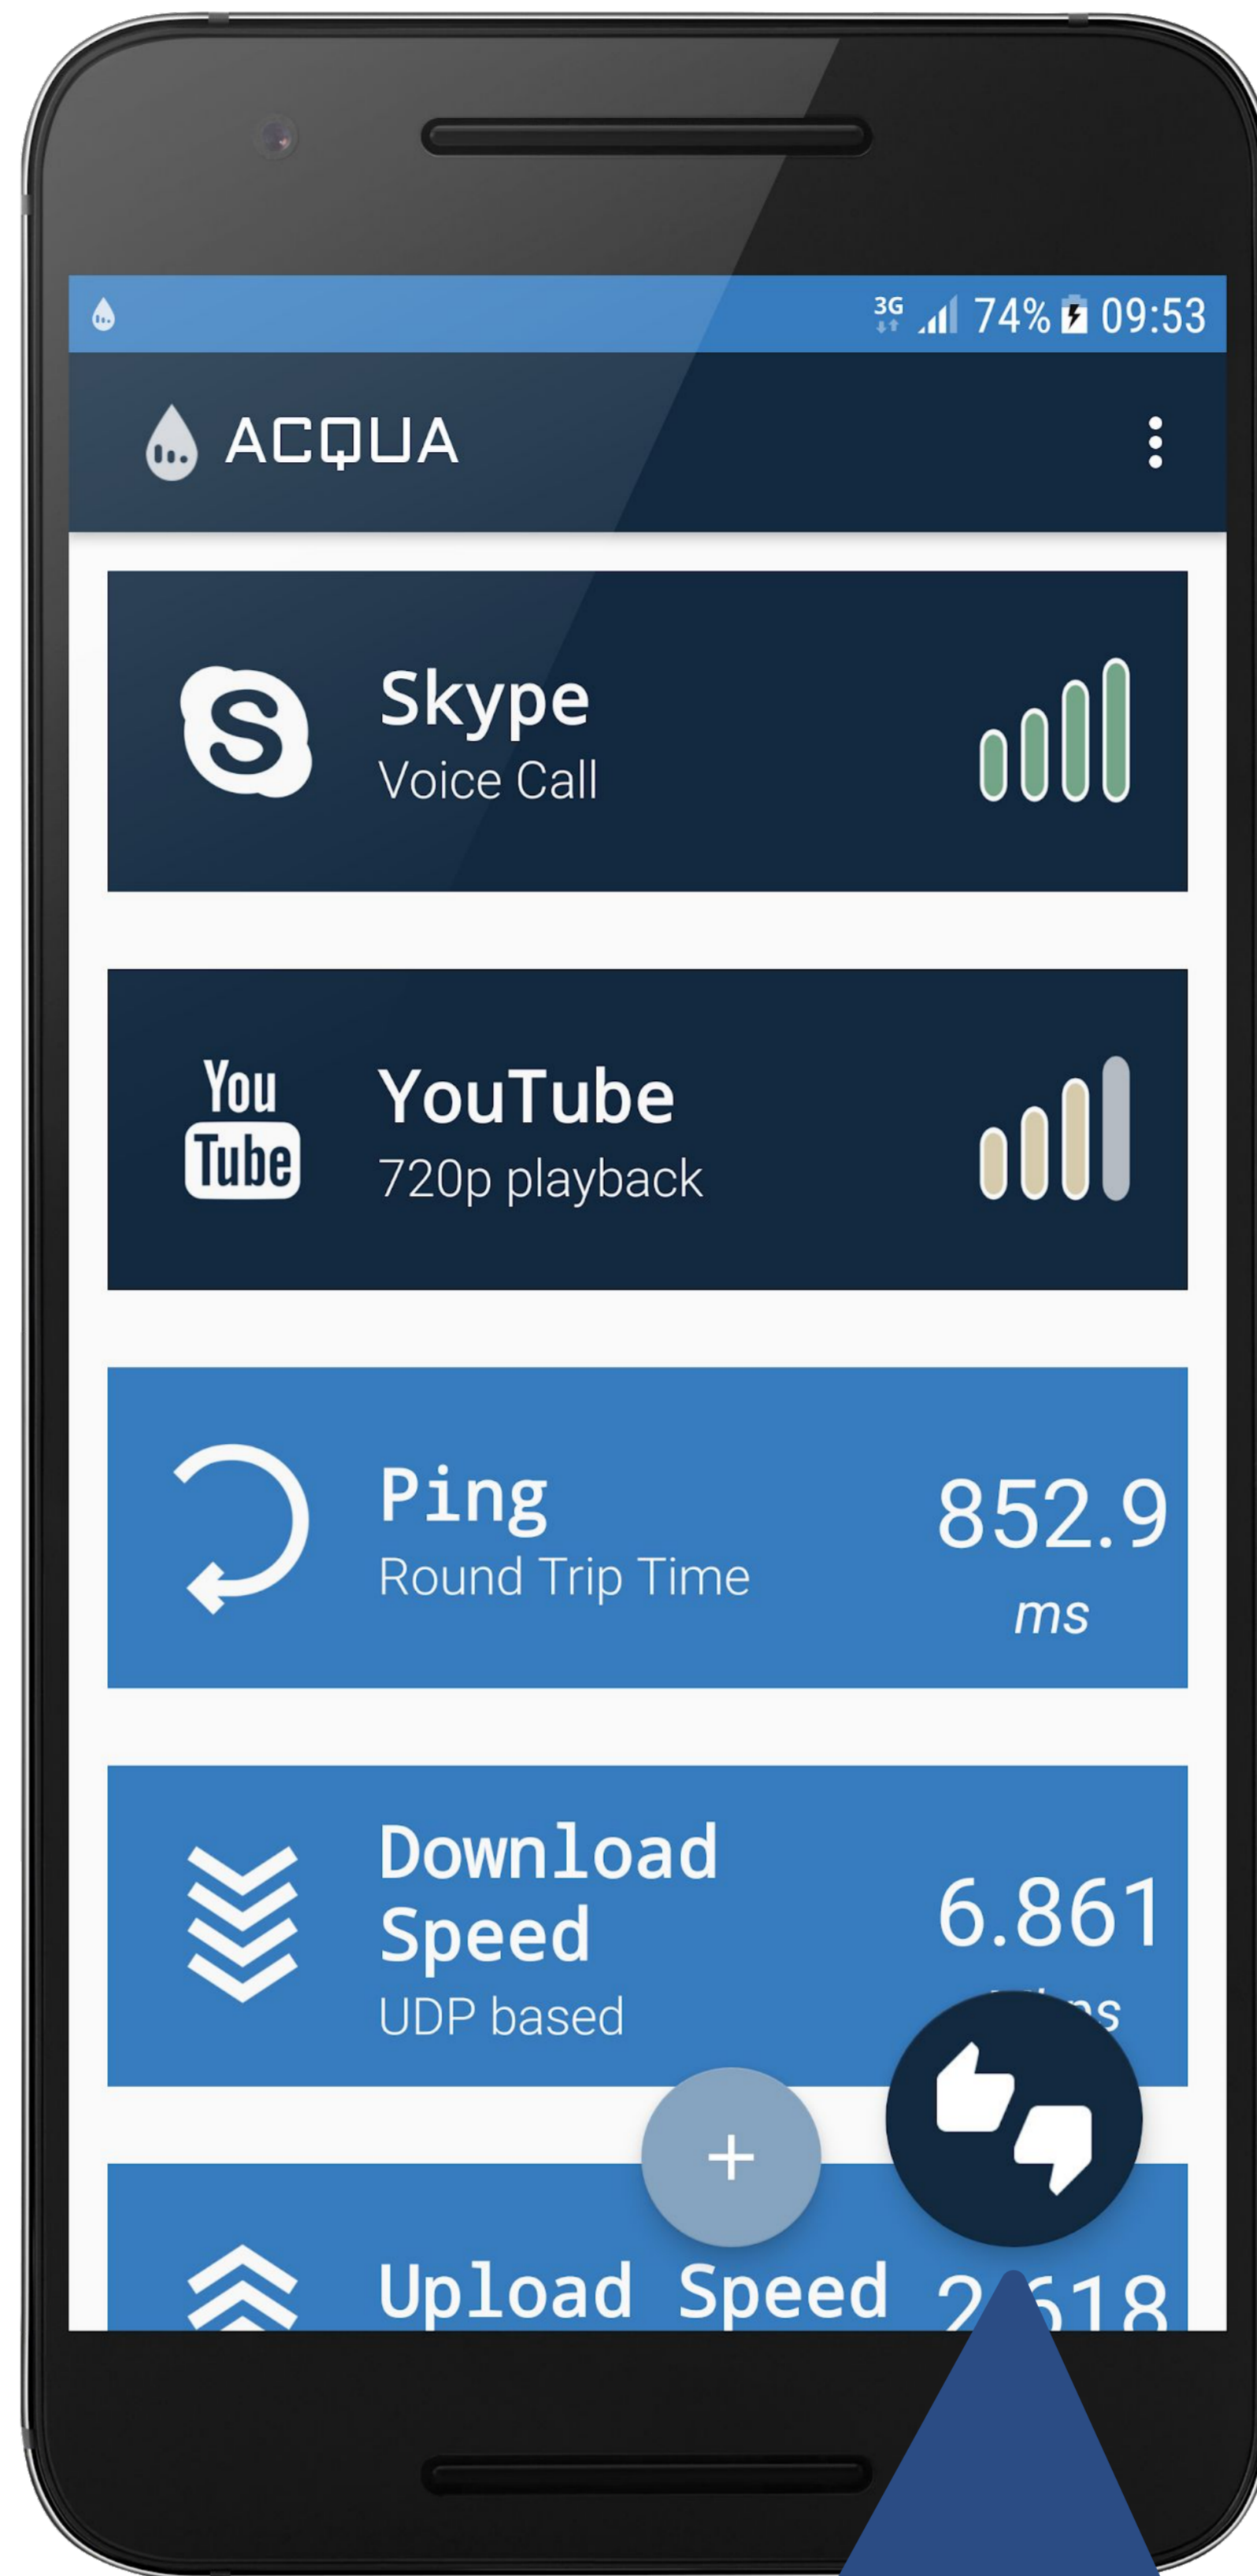 3G 74% 09:53
ACQUA
Skype
Voice Call
You
Tube
YouTube
720p playback
Ping
Round Trip Time
852.9
ms
Download
Speed
UDP based
6.861
+
Upload Speed